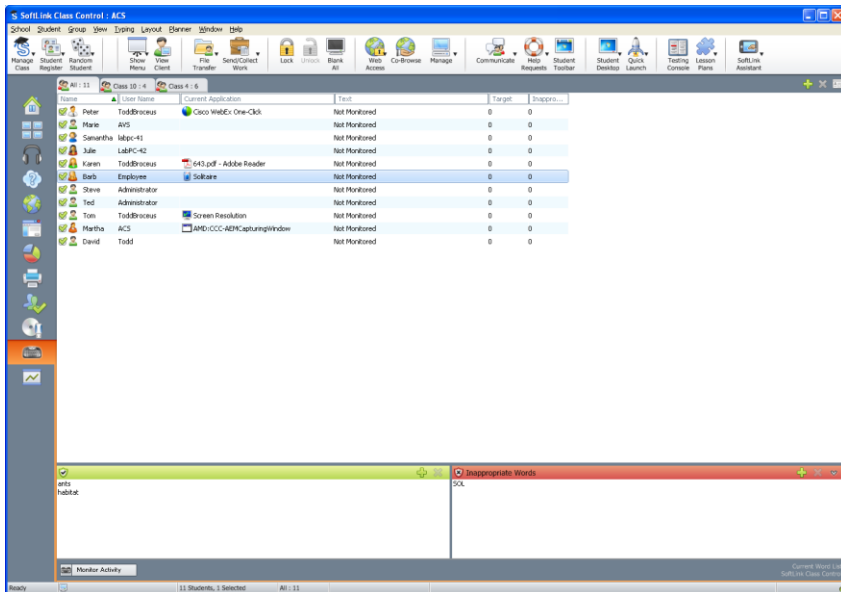 SoftLink Class Control : ACS
School Student Group View Typing Layout Planner Window Help
Manage Class Student Register Random Student Show Menu View Client File Transfer Send/Collect Work Lock Unlock Blank All Web Access Co-Browse Manage Communicate Help Requests Student Toolbar Student Desktop Quick Launch Testing Console Lesson Plans SoftLink Assistant
All : 11 Class 10 : 4 Class 4 : 6
Name User Name Current Application Text Target Inappro...
Peter ToddBroceus Cisco WebEx One-Click Not Monitored 0 0
Marie AVS Not Monitored 0 0
Samantha labpc-41 Not Monitored 0 0
Julie LabPC-42 Not Monitored 0 0
Karen ToddBroceus 643.pdf - Adobe Reader Not Monitored 0 0
Barb Employee Solitaire Not Monitored 0 0
Steve Administrator Not Monitored 0 0
Ted Administrator Not Monitored 0 0
Tom ToddBroceus Screen Resolution Not Monitored 0 0
Martha ACS AMD:CCC-AEMCapturingWindow Not Monitored 0 0
David Todd Not Monitored 0 0
Inappropriate Words
ants SOL
habitat
Monitor Activity
Current Word List
SoftLink Class Control
Ready 11 Students, 1 Selected All : 11